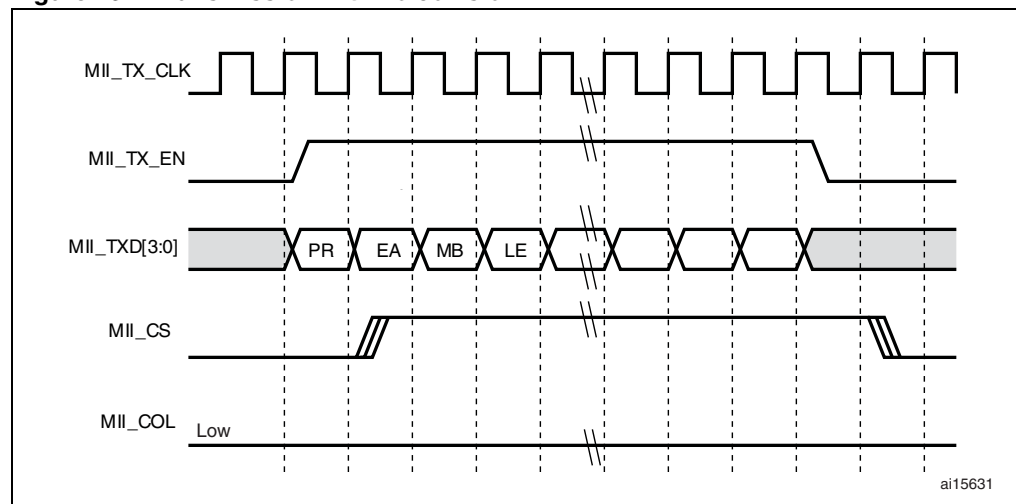 MII_TX_CLK
MII_TX_EN
MII_TXD[3:0]
PR EA MB LE
MII_CS
MII_COL
Low
ai15631